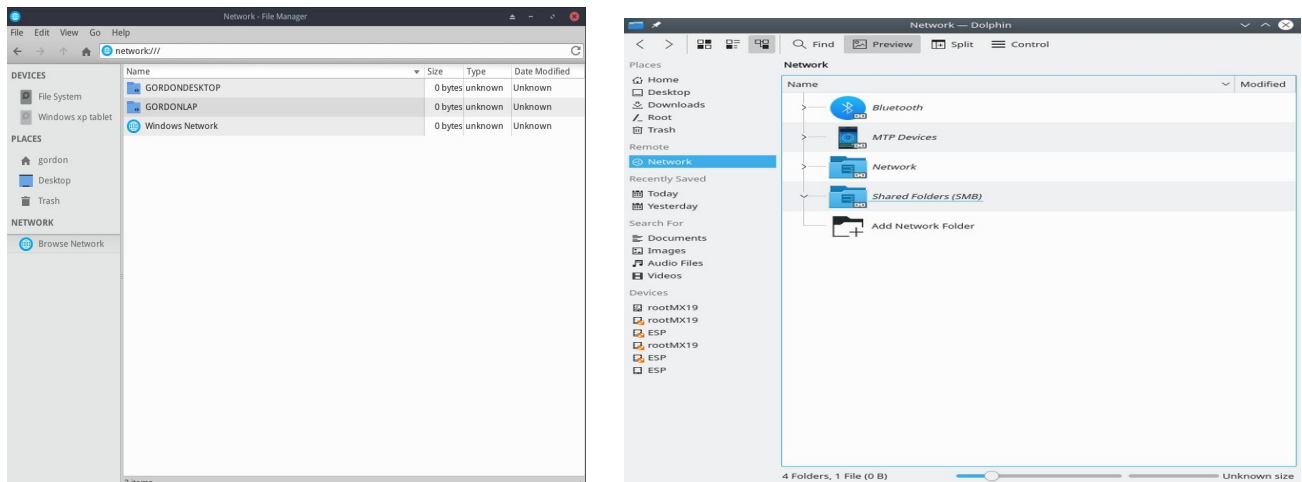 Network - File Manager
File Edit View Go Help
network:///
DEVICES
File System
Windows xp tablet
PLACES
gordon
Desktop
Trash
NETWORK
Browse Network
Name Size Type Date Modified
GORDONDESKTOP 0 bytes unknown Unknown
GORDONLAP 0 bytes unknown Unknown
Windows Network 0 bytes unknown Unknown
Network — Dolphin
Find Preview Split Control
Places
Home
Desktop
Downloads
Root
Trash
Remote
Network
Recently Saved
Today
Yesterday
Search For
Documents
Images
Audio Files
Videos
Devices
rootMX19
rootMX19
ESP
rootMX19
ESP
ESP
Network
Name Modified
Bluetooth
MTP Devices
Network
Shared Folders (SMB)
Add Network Folder
4 Folders, 1 File (0 B) Unknown size